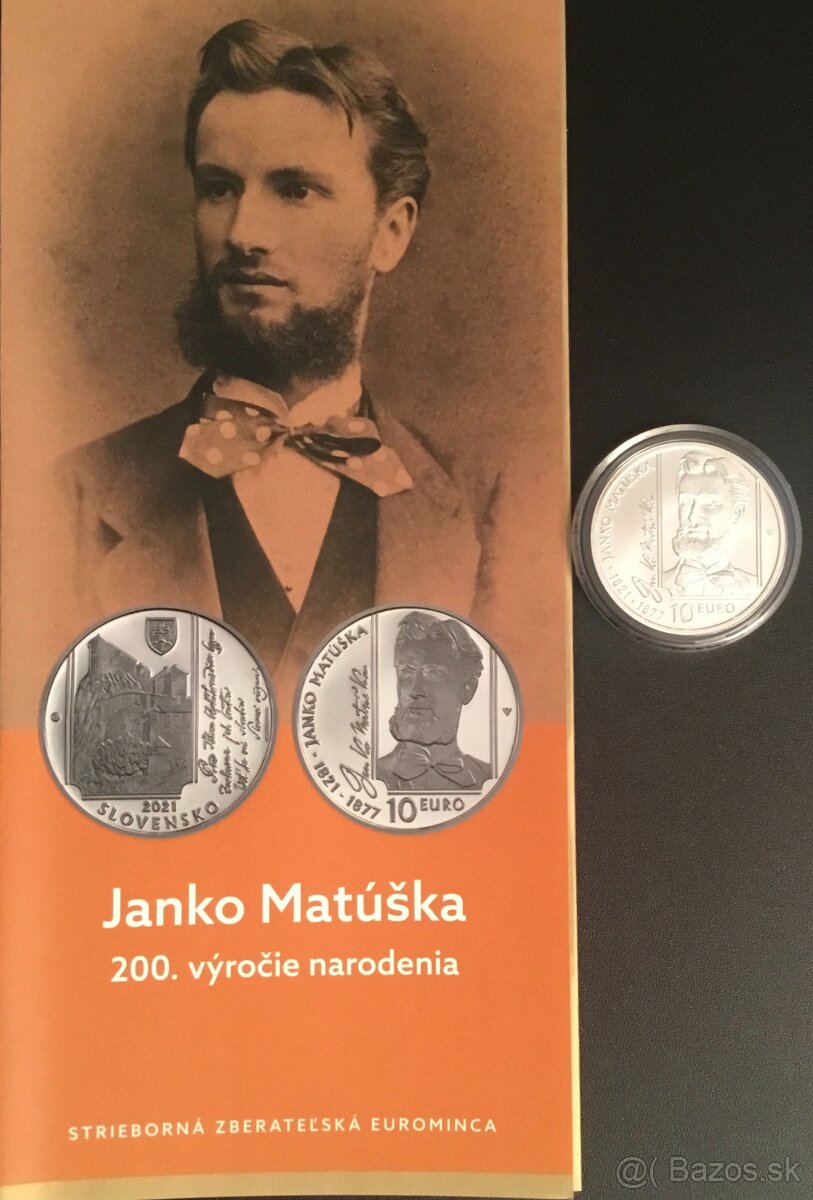 2021
SLOVENSKO
JANKO MATÚŠKA
1821 - 1877
10 EURO
Janko Matúška
200. výročie narodenia
STRIEBORNÁ ZBERATEĽSKÁ EUROMINCA
· JANKO MATÚŠKA
· 1821 - 1877
10 EURO
@( Bazos.sk